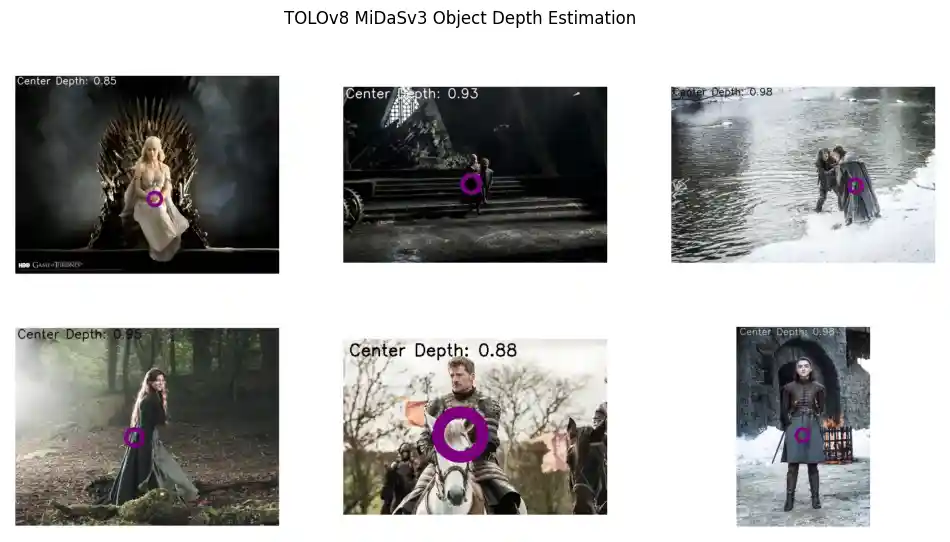 TOLOv8 MiDaSv3 Object Depth Estimation
Center Depth: 0.85
Center Depth: 0.93
Center Depth: 0.98
HBO GAME OF THRONES
Center Depth: 0.95
Center Depth: 0.88
Center Depth: 0.98